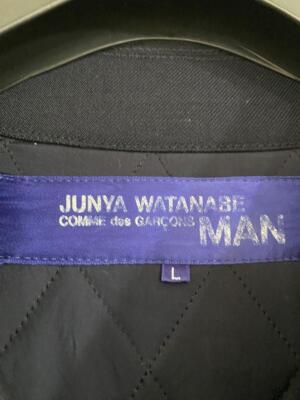 JUNYA WATANABE
COMME des GARÇONS MAN
L